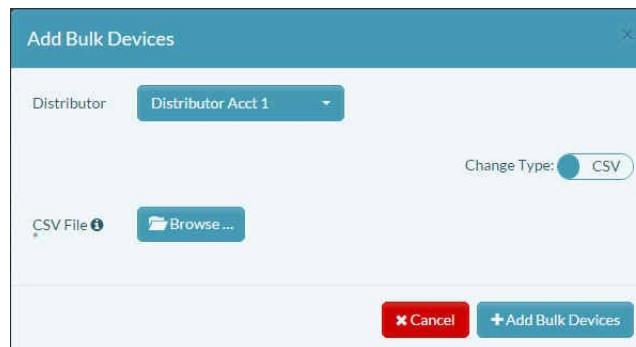 Add Bulk Devices
×
Distributor Distributor Acct 1
Change Type: CSV
CSV File Browse ...
*
Cancel Add Bulk Devices